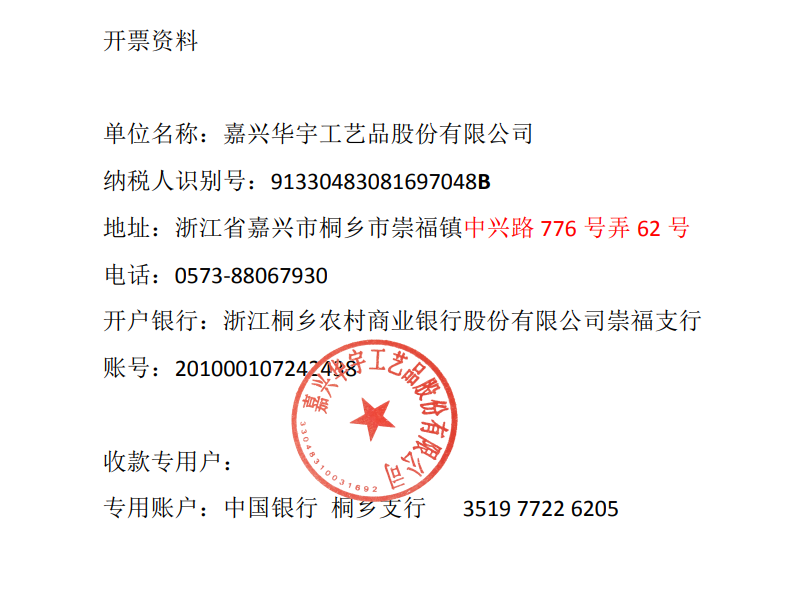 开票资料
单位名称：嘉兴华宇工艺品股份有限公司
纳税人识别号：91330483081697048B
地址：浙江省嘉兴市桐乡市崇福镇中兴路 776 号弄 62 号
电话：0573-88067930
开户银行：浙江桐乡农村商业银行股份有限公司崇福支行
账号：201000107242438
嘉兴华宇工艺品股份有限公司
33048310031692
收款专用户：
专用账户：中国银行 桐乡支行 3519 7722 6205